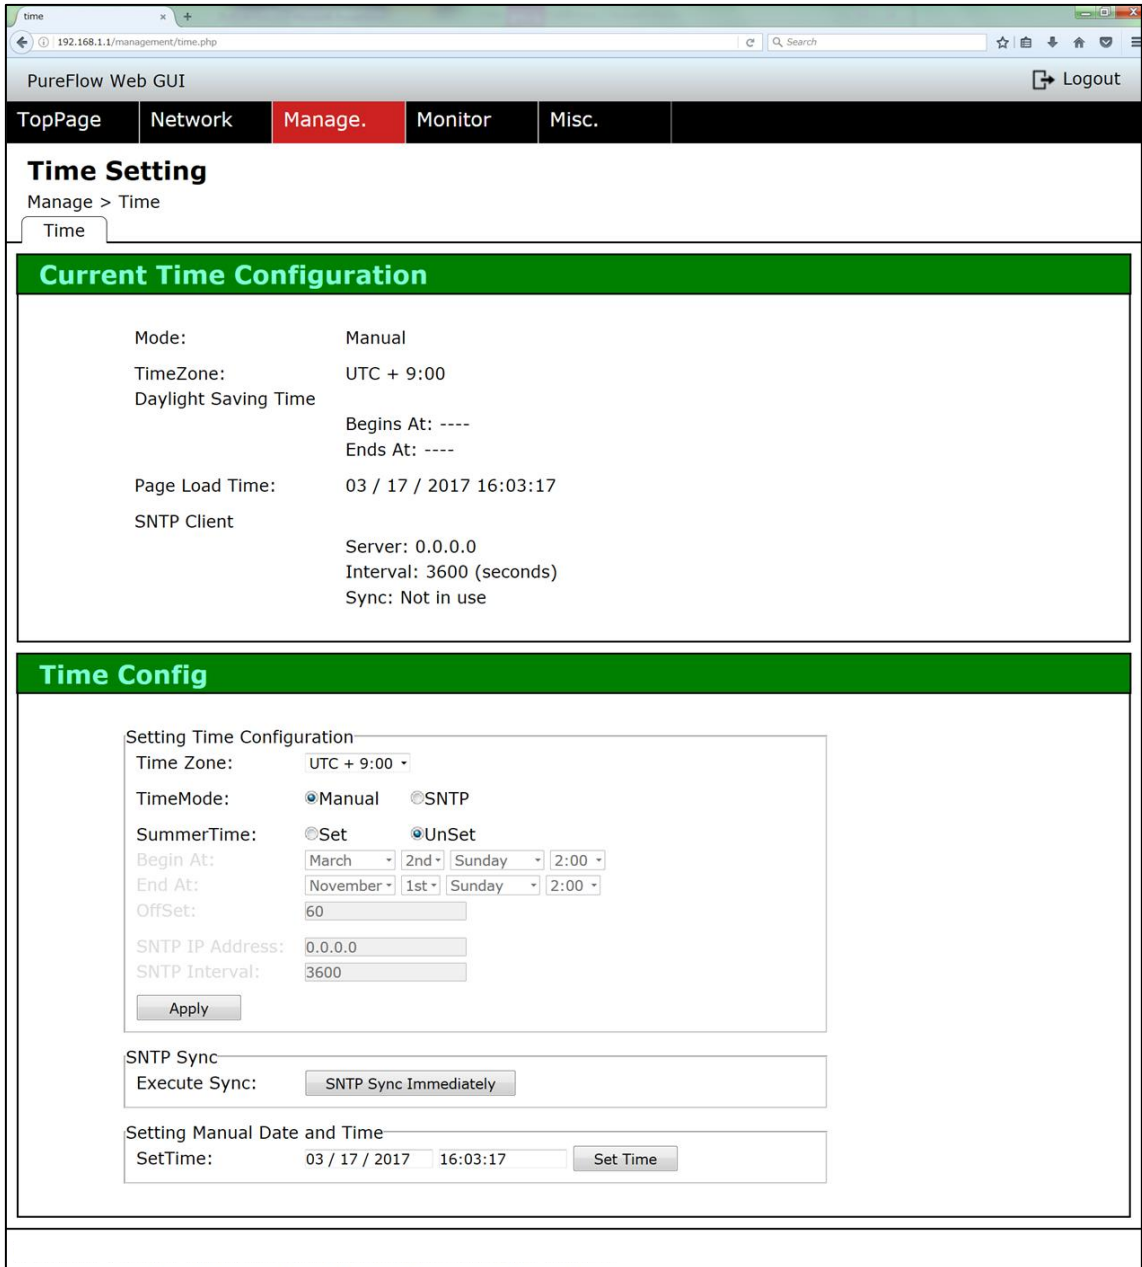 time
192.168.1.1/management/time.php
Search
PureFlow Web GUI
Logout
TopPage Network Manage. Monitor Misc.
Time Setting
Manage > Time
Time
Current Time Configuration
Mode: Manual
TimeZone: UTC + 9:00
Daylight Saving Time
Begins At: ----
Ends At: ----
Page Load Time: 03 / 17 / 2017 16:03:17
SNTP Client
Server: 0.0.0.0
Interval: 3600 (seconds)
Sync: Not in use
Time Config
Setting Time Configuration
Time Zone: UTC + 9:00
TimeMode: Manual SNTP
SummerTime: Set UnSet
Begin At: March 2nd Sunday 2:00
End At: November 1st Sunday 2:00
OffSet: 60
SNTP IP Address: 0.0.0.0
SNTP Interval: 3600
Apply
SNTP Sync
Execute Sync: SNTP Sync Immediately
Setting Manual Date and Time
SetTime: 03 / 17 / 2017 16:03:17 Set Time